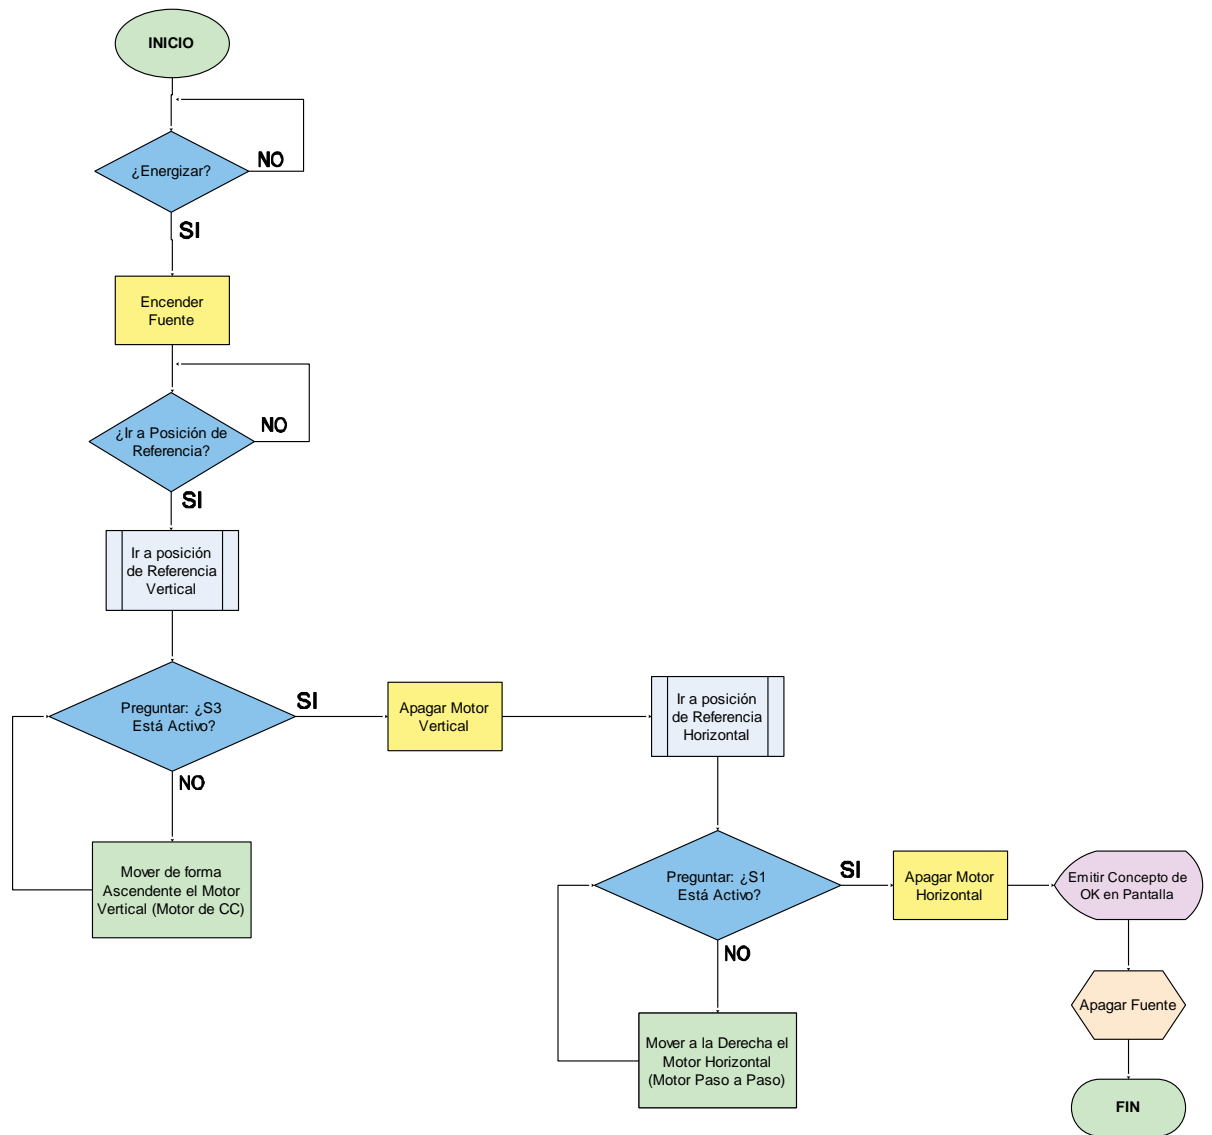 INICIO
¿Energizar?
NO
SI
Encender
Fuente
¿Ir a Posición de
Referencia?
NO
SI
Ir a posición
de Referencia
Vertical
Preguntar: ¿S3
Está Activo?
SI
NO
Mover de forma
Ascendente el Motor
Vertical (Motor de CC)
Apagar Motor
Vertical
Ir a posición
de Referencia
Horizontal
Preguntar: ¿S1
Está Activo?
SI
NO
Mover a la Derecha el
Motor Horizontal
(Motor Paso a Paso)
Apagar Motor
Horizontal
Emitir Concepto de
OK en Pantalla
Apagar Fuente
FIN